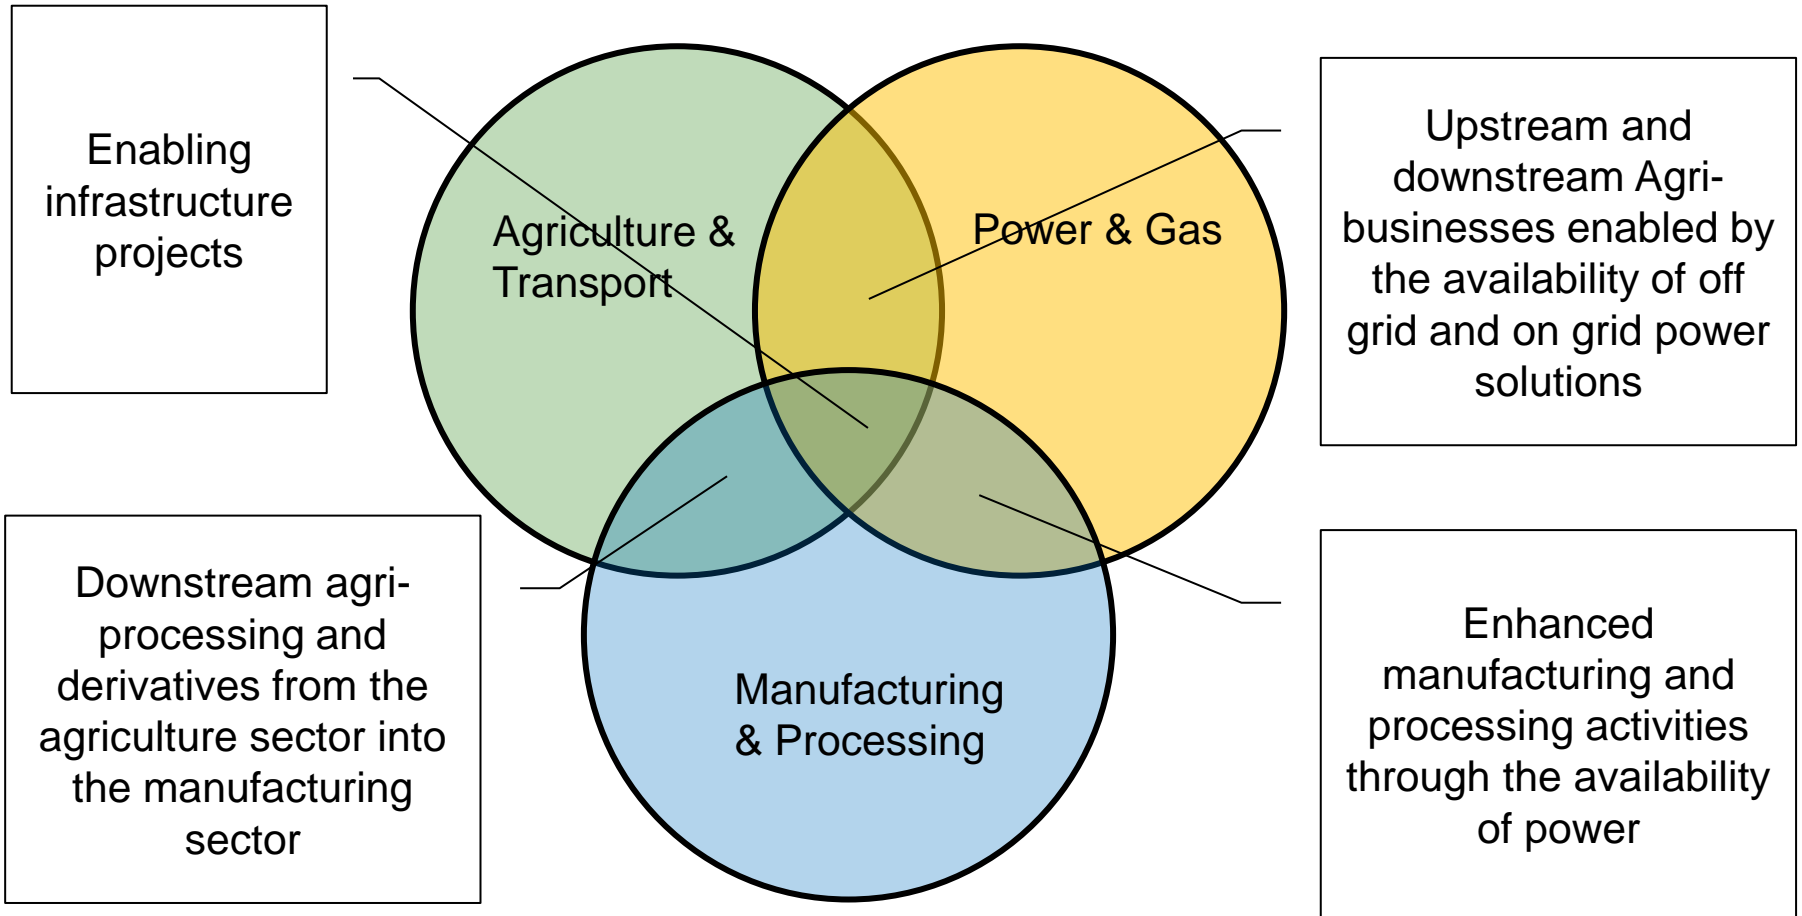 Enabling
infrastructure
projects
Agriculture &
Transport
Power & Gas
Upstream and
downstream Agri-
businesses enabled by
the availability of off
grid and on grid power
solutions
Downstream agri-
processing and
derivatives from the
agriculture sector into
the manufacturing
sector
Manufacturing
& Processing
Enhanced
manufacturing and
processing activities
through the availability
of power